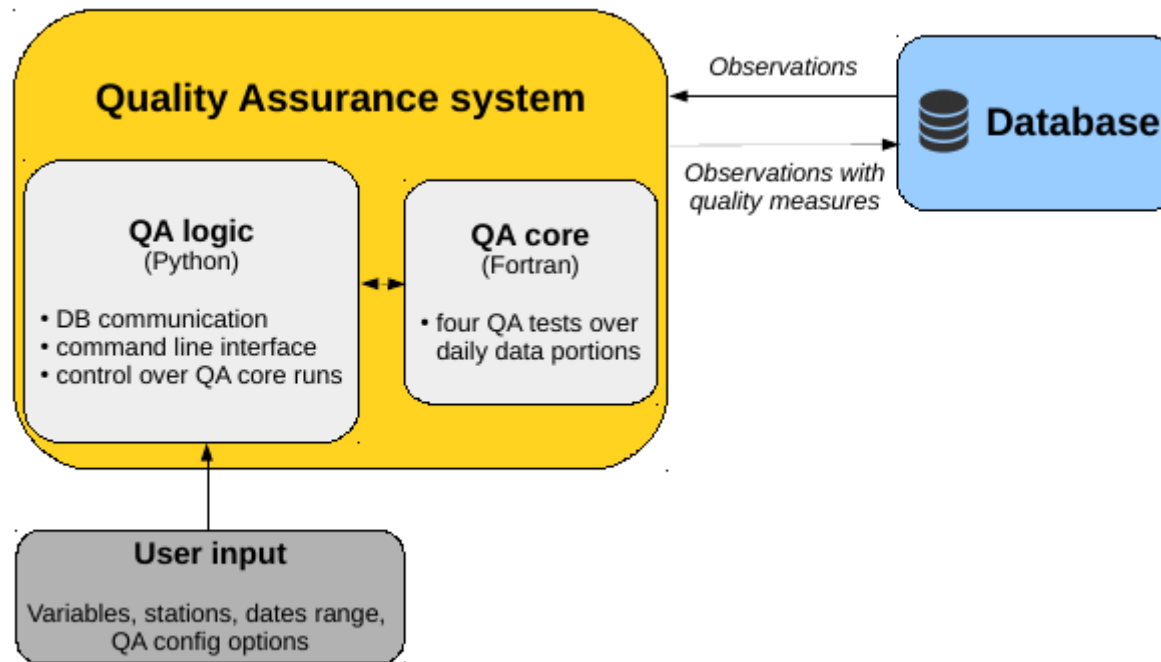 Quality Assurance system
Observations
Database
Observations with
quality measures
QA logic
(Python)
• DB communication
• command line interface
• control over QA core runs
QA core
(Fortran)
• four QA tests over
daily data portions
User input
Variables, stations, dates range,
QA config options